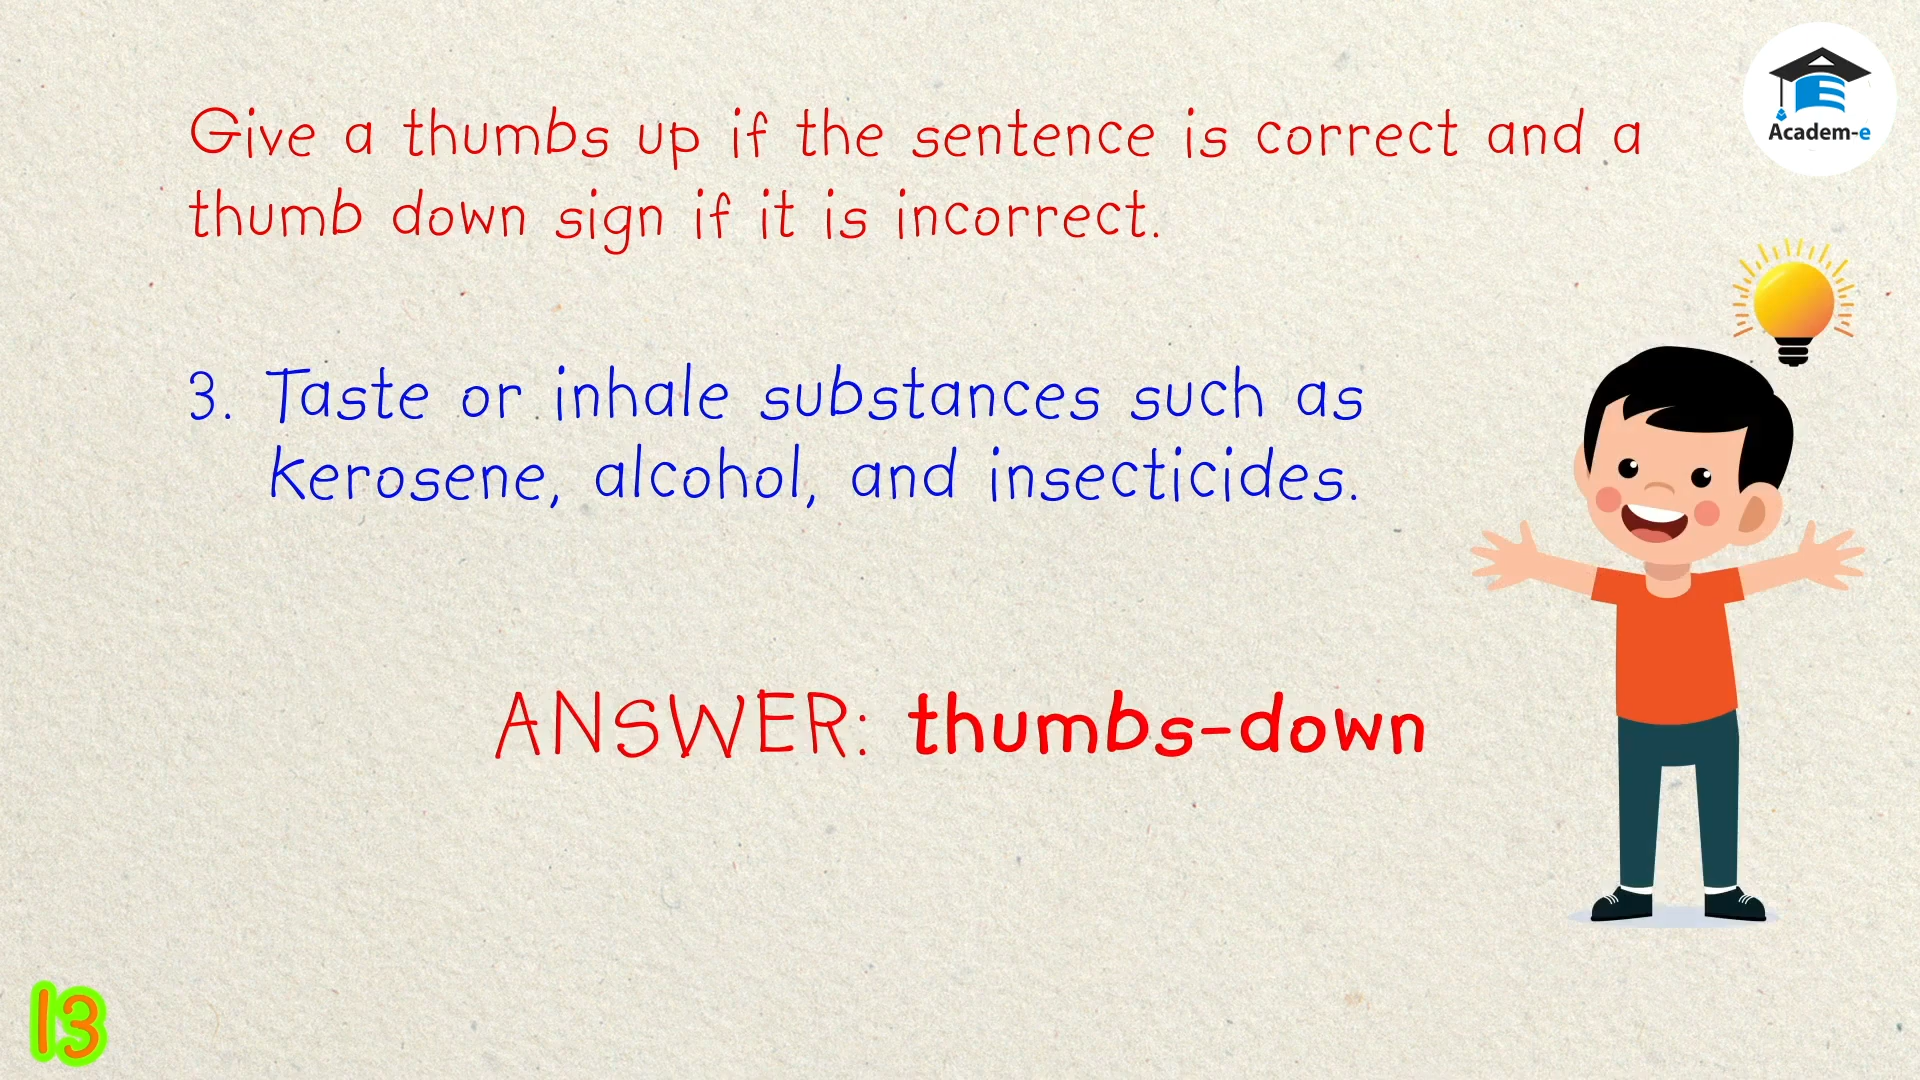 Give a thumbs up if the sentence is correct and a
thumb down sign if it is incorrect.
3. Taste or inhale substances such as
kerosene, alcohol, and insecticides.
ANSWER: thumbs-down
13
Academ-e